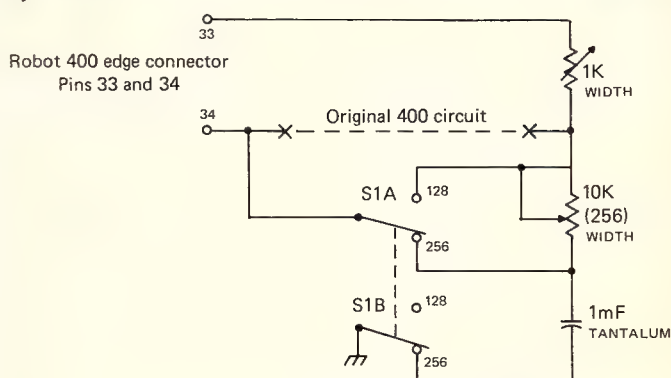 33
Robot 400 edge connector
Pins 33 and 34
1K
WIDTH
34
Original 400 circuit
S1A
128
10K
(256)
WIDTH
256
S1B
128
1mF
TANTALUM
256